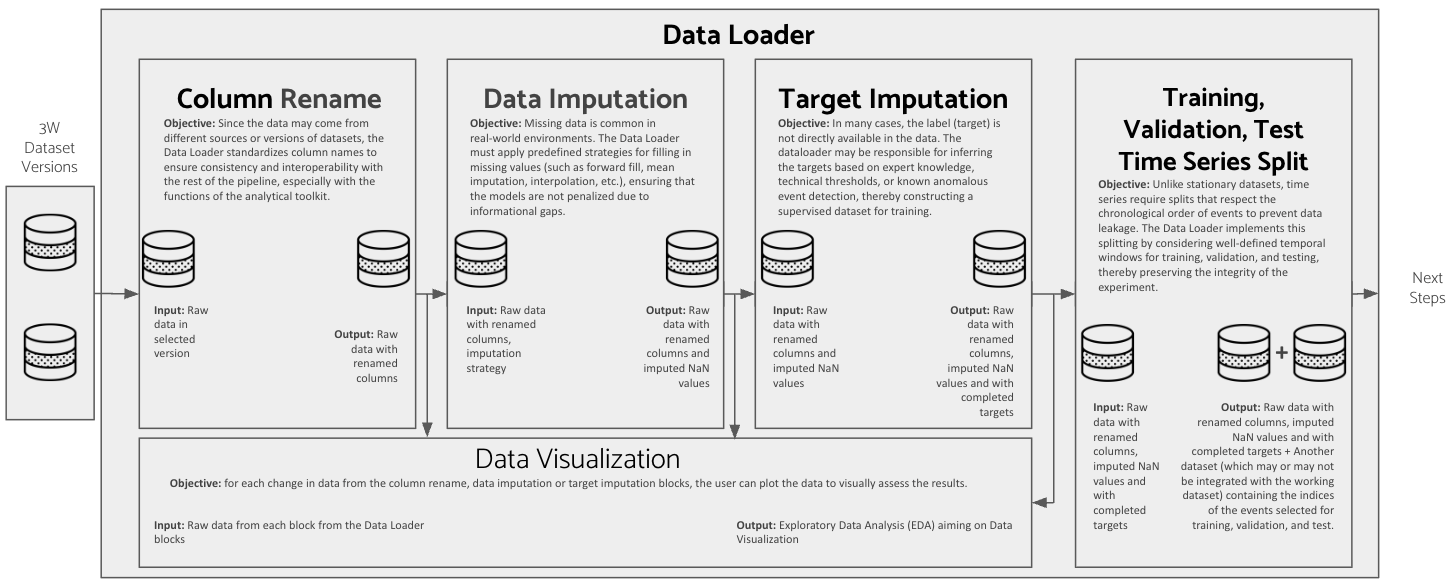 Data Loader
3W
Dataset
Versions
Column Rename
Objective: Since the data may come from
different sources or versions of datasets, the
Data Loader standardizes column names to
ensure consistency and interoperability with
the rest of the pipeline, especially with the
functions of the analytical toolkit.
Input: Raw
data in
selected
version
Output: Raw
data with
renamed
columns
Data Imputation
Objective: Missing data is common in
real-world environments. The Data Loader
must apply predefined strategies for filling in
missing values (such as forward fill, mean
imputation, interpolation, etc.), ensuring that
the models are not penalized due to
informational gaps.
Input: Raw data
with renamed
columns,
imputation
strategy
Output: Raw
data with
renamed
columns and
imputed NaN
values
Target Imputation
Objective: In many cases, the label (target) is
not directly available in the data. The
dataloader may be responsible for inferring
the targets based on expert knowledge,
technical thresholds, or known anomalous
event detection, thereby constructing a
supervised dataset for training.
Input: Raw
data with
renamed
columns and
imputed NaN
values
Output: Raw
data with
renamed
columns,
imputed NaN
values and with
completed
targets
Training,
Validation, Test
Time Series Split
Objective: Unlike stationary datasets, time
series require splits that respect the
chronological order of events to prevent data
leakage. The Data Loader implements this
splitting by considering well-defined temporal
windows for training, validation, and testing,
thereby preserving the integrity of the
experiment.
+
Input: Raw
data with
renamed
columns,
imputed NaN
values and
with
completed
targets
Output: Raw data with
renamed columns, imputed
NaN values and with
completed targets + Another
dataset (which may or may not
be integrated with the working
dataset) containing the indices
of the events selected for
training, validation, and test.
Data Visualization
Objective: for each change in data from the column rename, data imputation or target imputation blocks, the user can plot the data to visually assess the results.
Input: Raw data from each block from the Data Loader
blocks
Output: Exploratory Data Analysis (EDA) aiming on Data
Visualization
Next
Steps